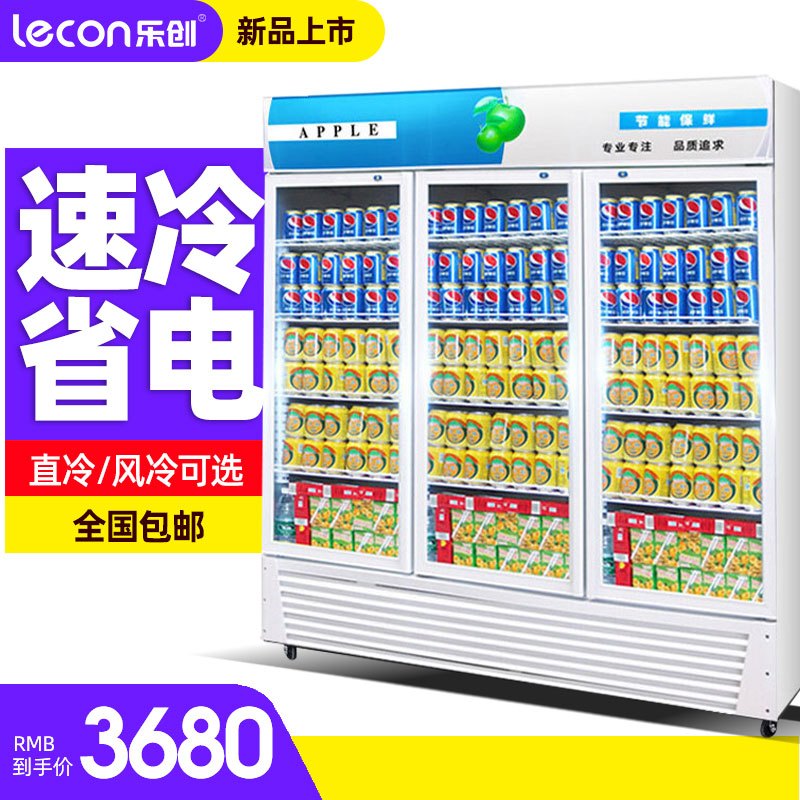 lecon乐创®
新品上市
APPLE
节能保鲜
专业专注 品质追求
速冷
省电
直冷/风冷可选
全国包邮
RMB
到手价
3680